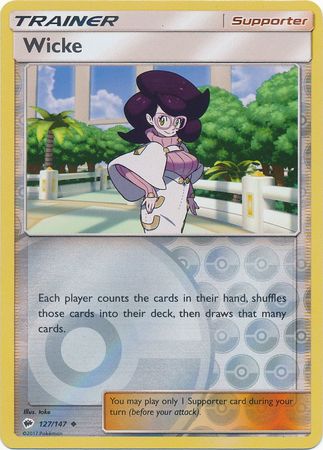 TRAINER
Supporter
Wicke
Each player counts the cards in their hand, shuffles
those cards into their deck, then draws that many
cards.
Illus. toke
127/147
©2017 Pokémon
You may play only 1 Supporter card during your
turn (before your attack).